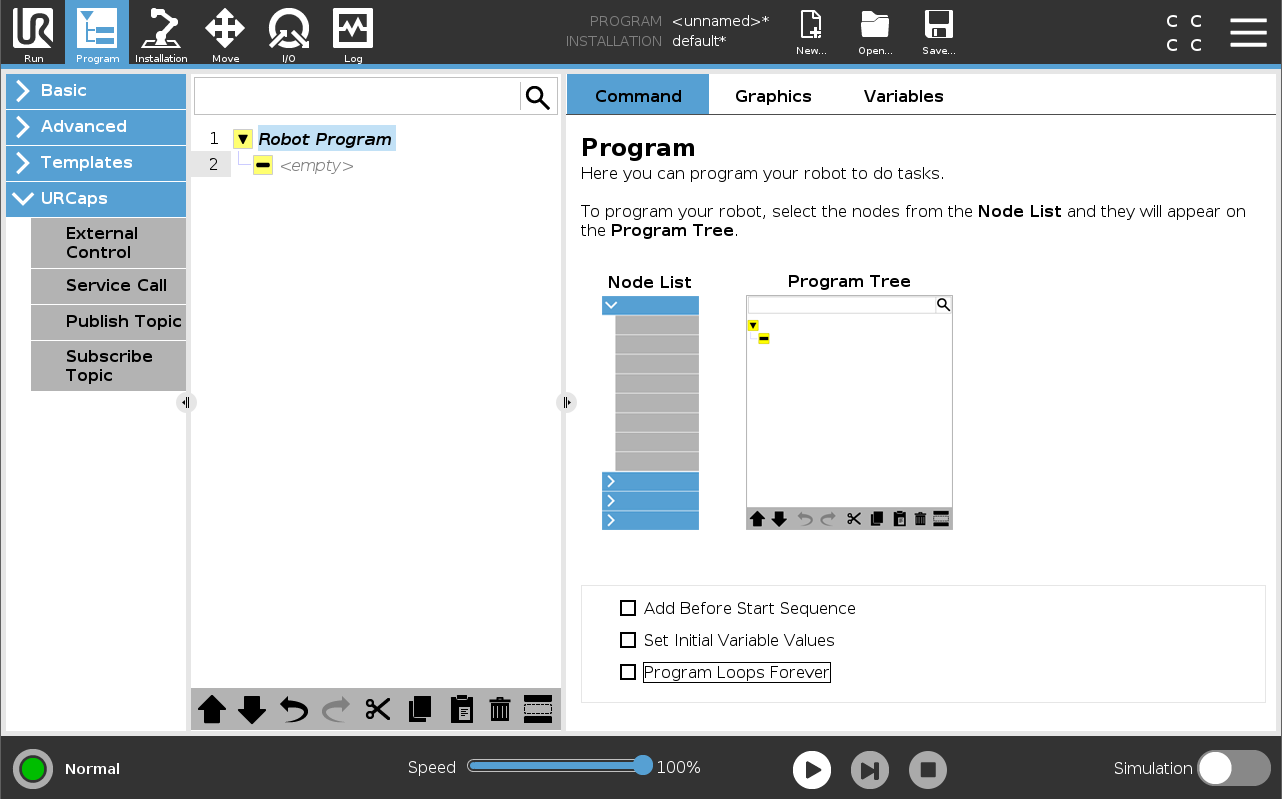 PROGRAM <unnamed>*
INSTALLATION default*
C C
C C
Run Program Installation Move I/O Log New... Open... Save...
Basic
Advanced
Templates
URCaps
External
Control
Service Call
Publish Topic
Subscribe
Topic
1 Robot Program
2 <empty>
Command Graphics Variables
Program
Here you can program your robot to do tasks.
To program your robot, select the nodes from the Node List and they will appear on
the Program Tree.
Node List Program Tree
Add Before Start Sequence
Set Initial Variable Values
Program Loops Forever
Normal Speed 100% Simulation